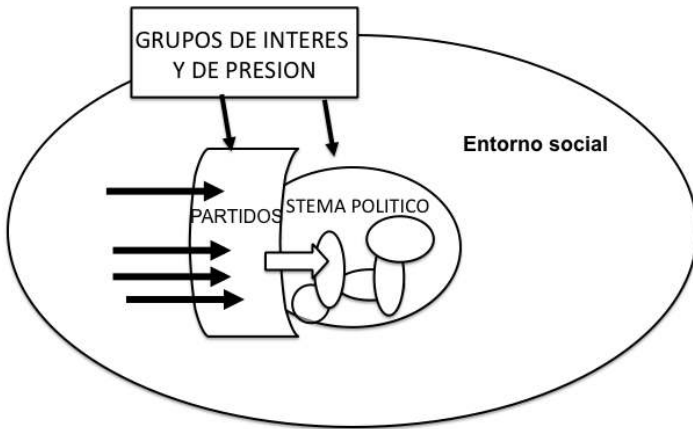 GRUPOS DE INTERES
Y DE PRESION
Entorno social
PARTIDOS
STEMA POLITICO